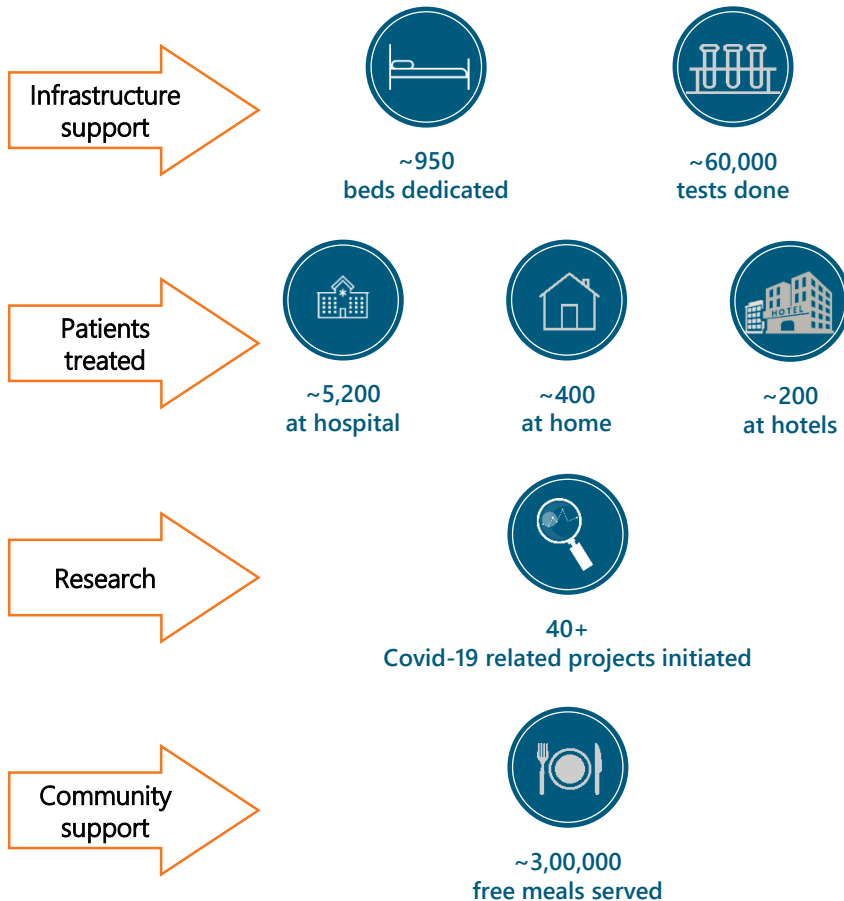 Infrastructure
support
~950
beds dedicated
~60,000
tests done
Patients
treated
~5,200
at hospital
~400
at home
HOTEL
~200
at hotels
Research
40+
Covid-19 related projects initiated
Community
support
~3,00,000
free meals served